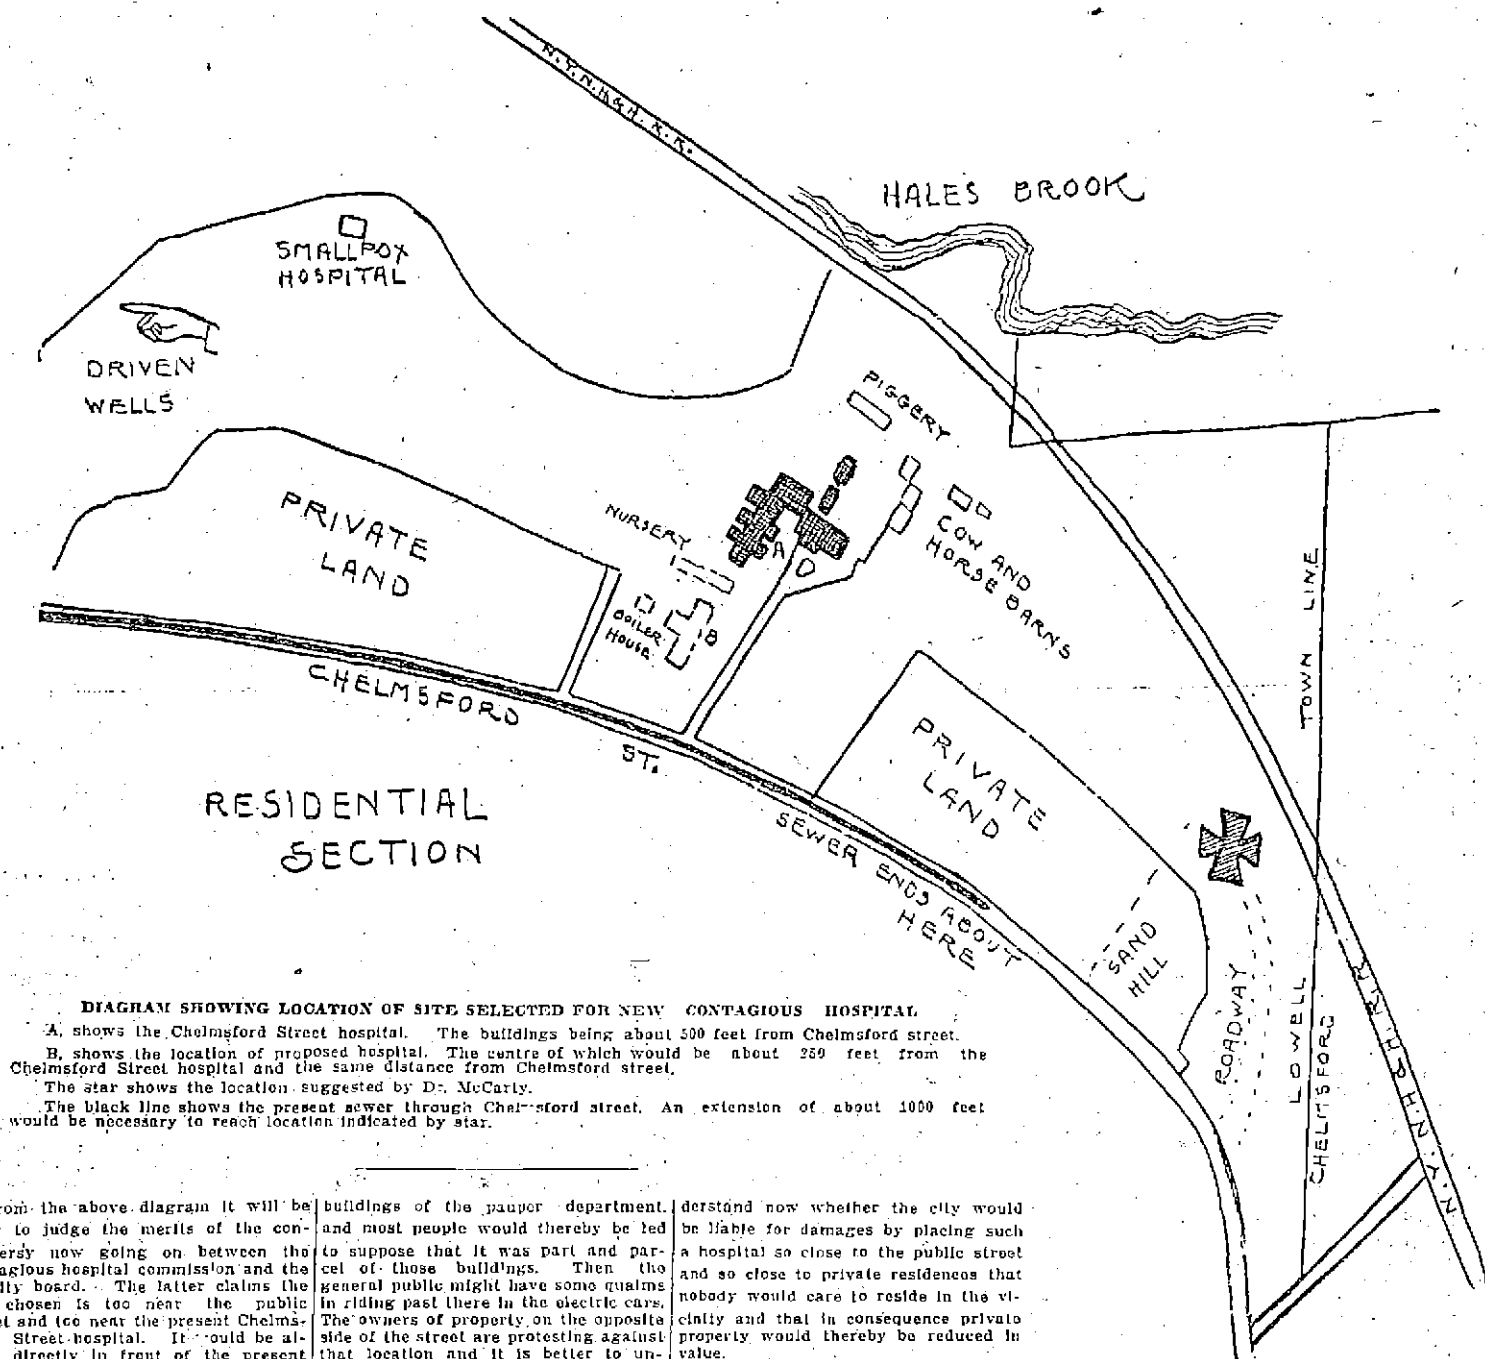 N.Y.N.H.&H.R.R.
HALES BROOK
SMALLPOX
HOSPITAL
DRIVEN
WELLS
PIGGERY
PRIVATE
LAND
NURSERY
A
D
COW AND
HORSE BARNS
BOILER
HOUSE
B
TOWN LINE
CHELMSFORD
ST.
PRIVATE
LAND
RESIDENTIAL
SECTION
SEWER ENDS ABOUT
HERE
SAND
HILL
ROADWAY
LOWELL
CHELMSFORD
N.Y.N.H.&H.R.R.
DIAGRAM SHOWING LOCATION OF SITE SELECTED FOR NEW CONTAGIOUS HOSPITAL
A, shows the Chelmsford Street hospital. The buildings being about 500 feet from Chelmsford street.
B, shows the location of proposed hospital. The centre of which would be about 250 feet from the
Chelmsford Street hospital and the same distance from Chelmsford street.
The star shows the location suggested by Dr. McCarty.
The black line shows the present sewer through Chel--sford street. An extension of about 1000 feet
would be necessary to reach location indicated by star.
rom the above diagram it will be
to judge the merits of the con-
ersy now going on between the
agious hospital commission and the
lty board. The latter claims the
chosen is too near the public
et and too near the present Chelms-
Street hospital. It ould be al-
directly in front of the present
buildings of the pauper department.
and most people would thereby be led
to suppose that it was part and par-
cel of those buildings. Then the
general public might have some qualms
in riding past there in the electric cars.
The owners of property on the opposite
side of the street are protesting against
that location and it is better to un-
derstand now whether the city would
be liable for damages by placing such
a hospital so close to the public street
and so close to private residences that
nobody would care to reside in the vi-
cinity and that in consequence private
property would thereby be reduced in
value.